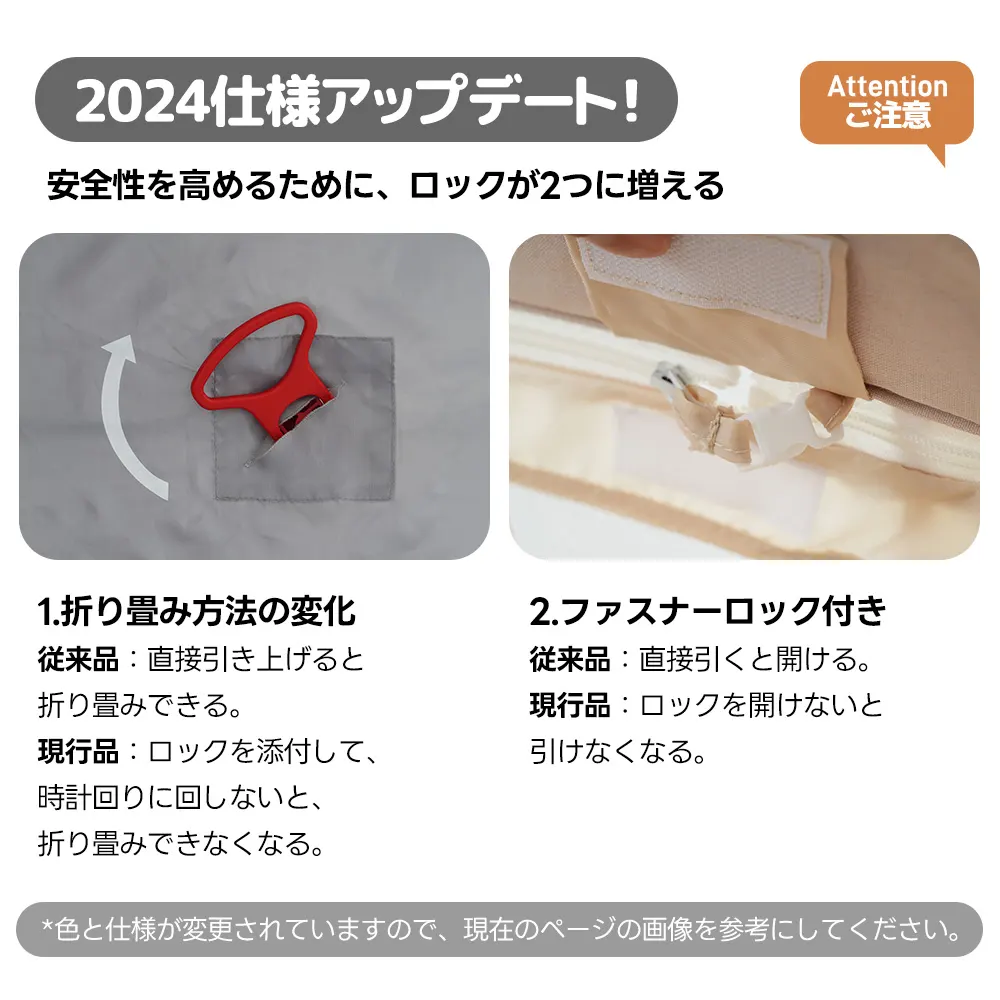 2024仕様アップデート!
Attention
ご注意
安全性を高めるために、ロックが2つに増える
1.折り畳み方法の変化
従来品：直接引き上げると
折り畳みできる。
現行品：ロックを添付して、
時計回りに回しないと、
折り畳みできなくなる。
2.ファスナーロック付き
従来品：直接引くと開ける。
現行品：ロックを開けないと
引けなくなる。
*色と仕様が変更されていますので、現在のページの画像を参考にしてください。